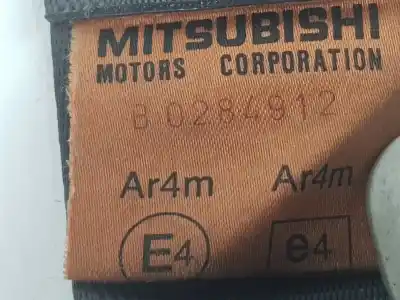 MITSUBISHI
MOTORS CORPORATION
B 0284912
Ar4m Ar4m
E4 e4